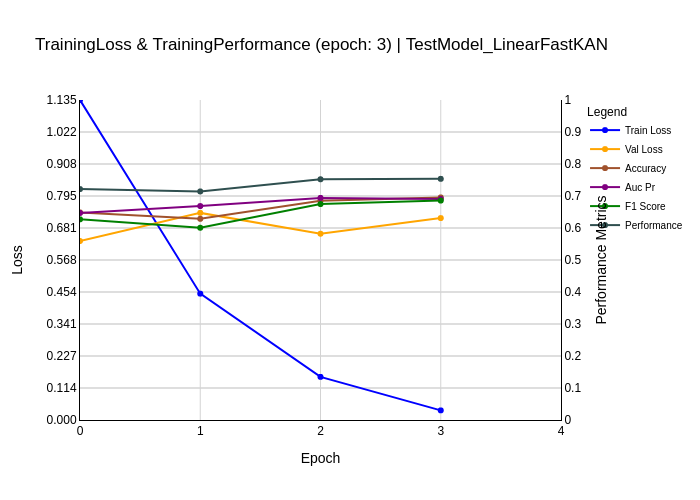 TrainingLoss & TrainingPerformance (epoch: 3) | TestModel_LinearFastKAN
1.135
1.022
0.908
0.795
0.681
0.568
0.454
0.341
0.227
0.114
0.000
Loss
0
1
2
3
4
Epoch
1
0.9
0.8
0.7
0.6
0.5
0.4
0.3
0.2
0.1
0
Performance Metrics
Legend
Train Loss
Val Loss
Accuracy
Auc Pr
F1 Score
Performance